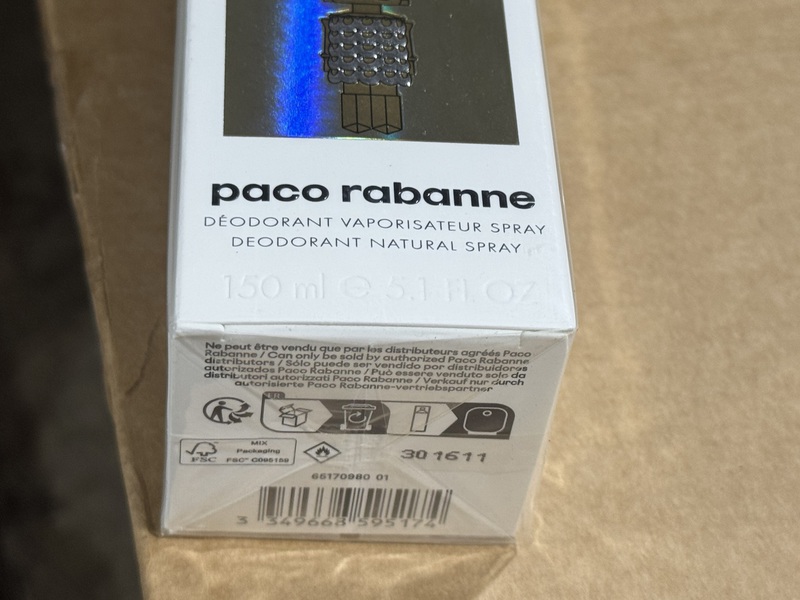 paco rabanne
DÉODORANT VAPORISATEUR SPRAY
DEODORANT NATURAL SPRAY
150 ml ℮ 5.1 FL OZ
Ne peut être vendu que par les distributeurs agréés Paco
Rabanne / Can only be sold by authorized Paco Rabanne
distributors / Sólo puede ser vendido por distribuidores
autorizados Paco Rabanne / Può essere venduto solo da
distributori autorizzati Paco Rabanne / Verkauf nur durch
autorisierte Paco Rabanne-vertriebspartner
FR
MIX
Packaging
FSC
FSC® C095159
301611
65170980 01
3 349668 595174